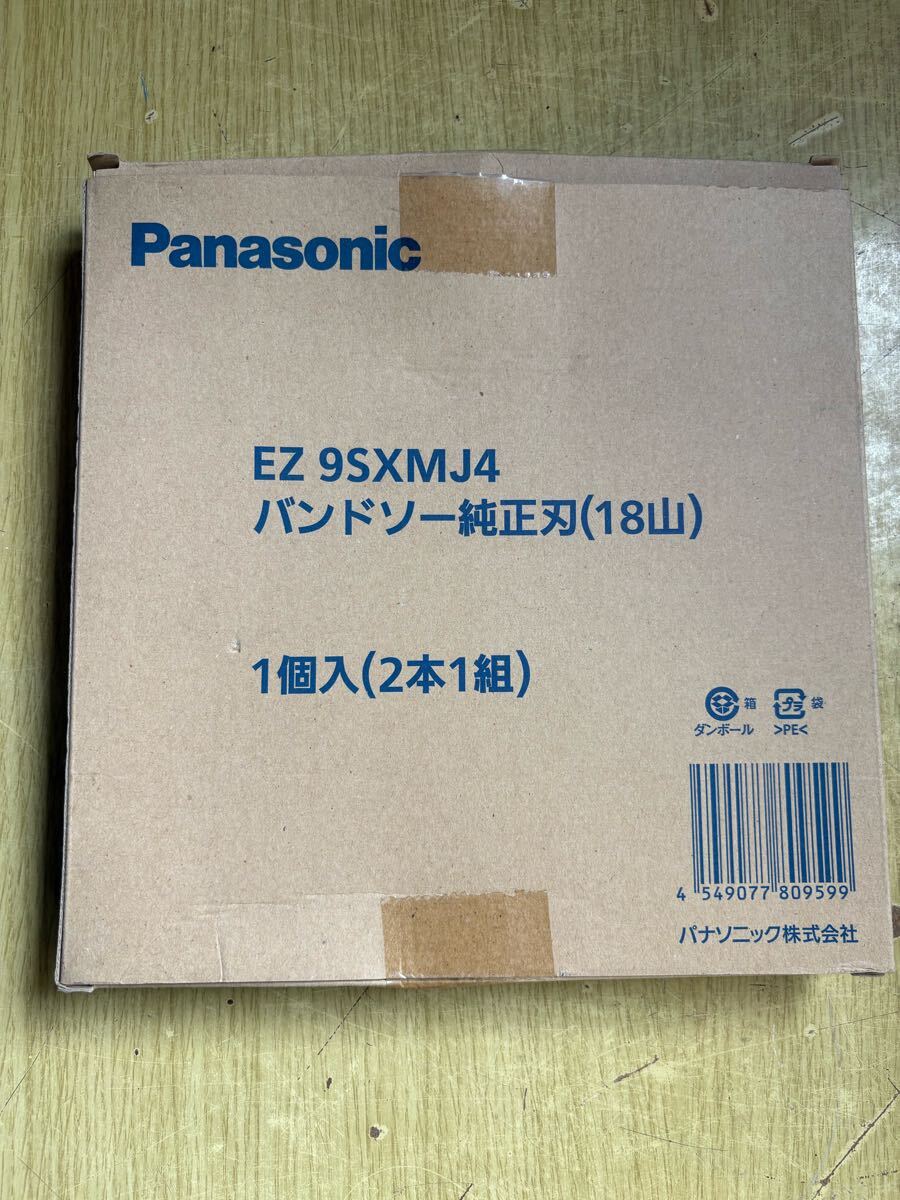 Panasonic
EZ 9SXMJ4
バンドソー純正刃(18山)
1個入(2本1組)
箱 プラ 袋
ダンボール >PE<
4 549077 809599
パナソニック株式会社